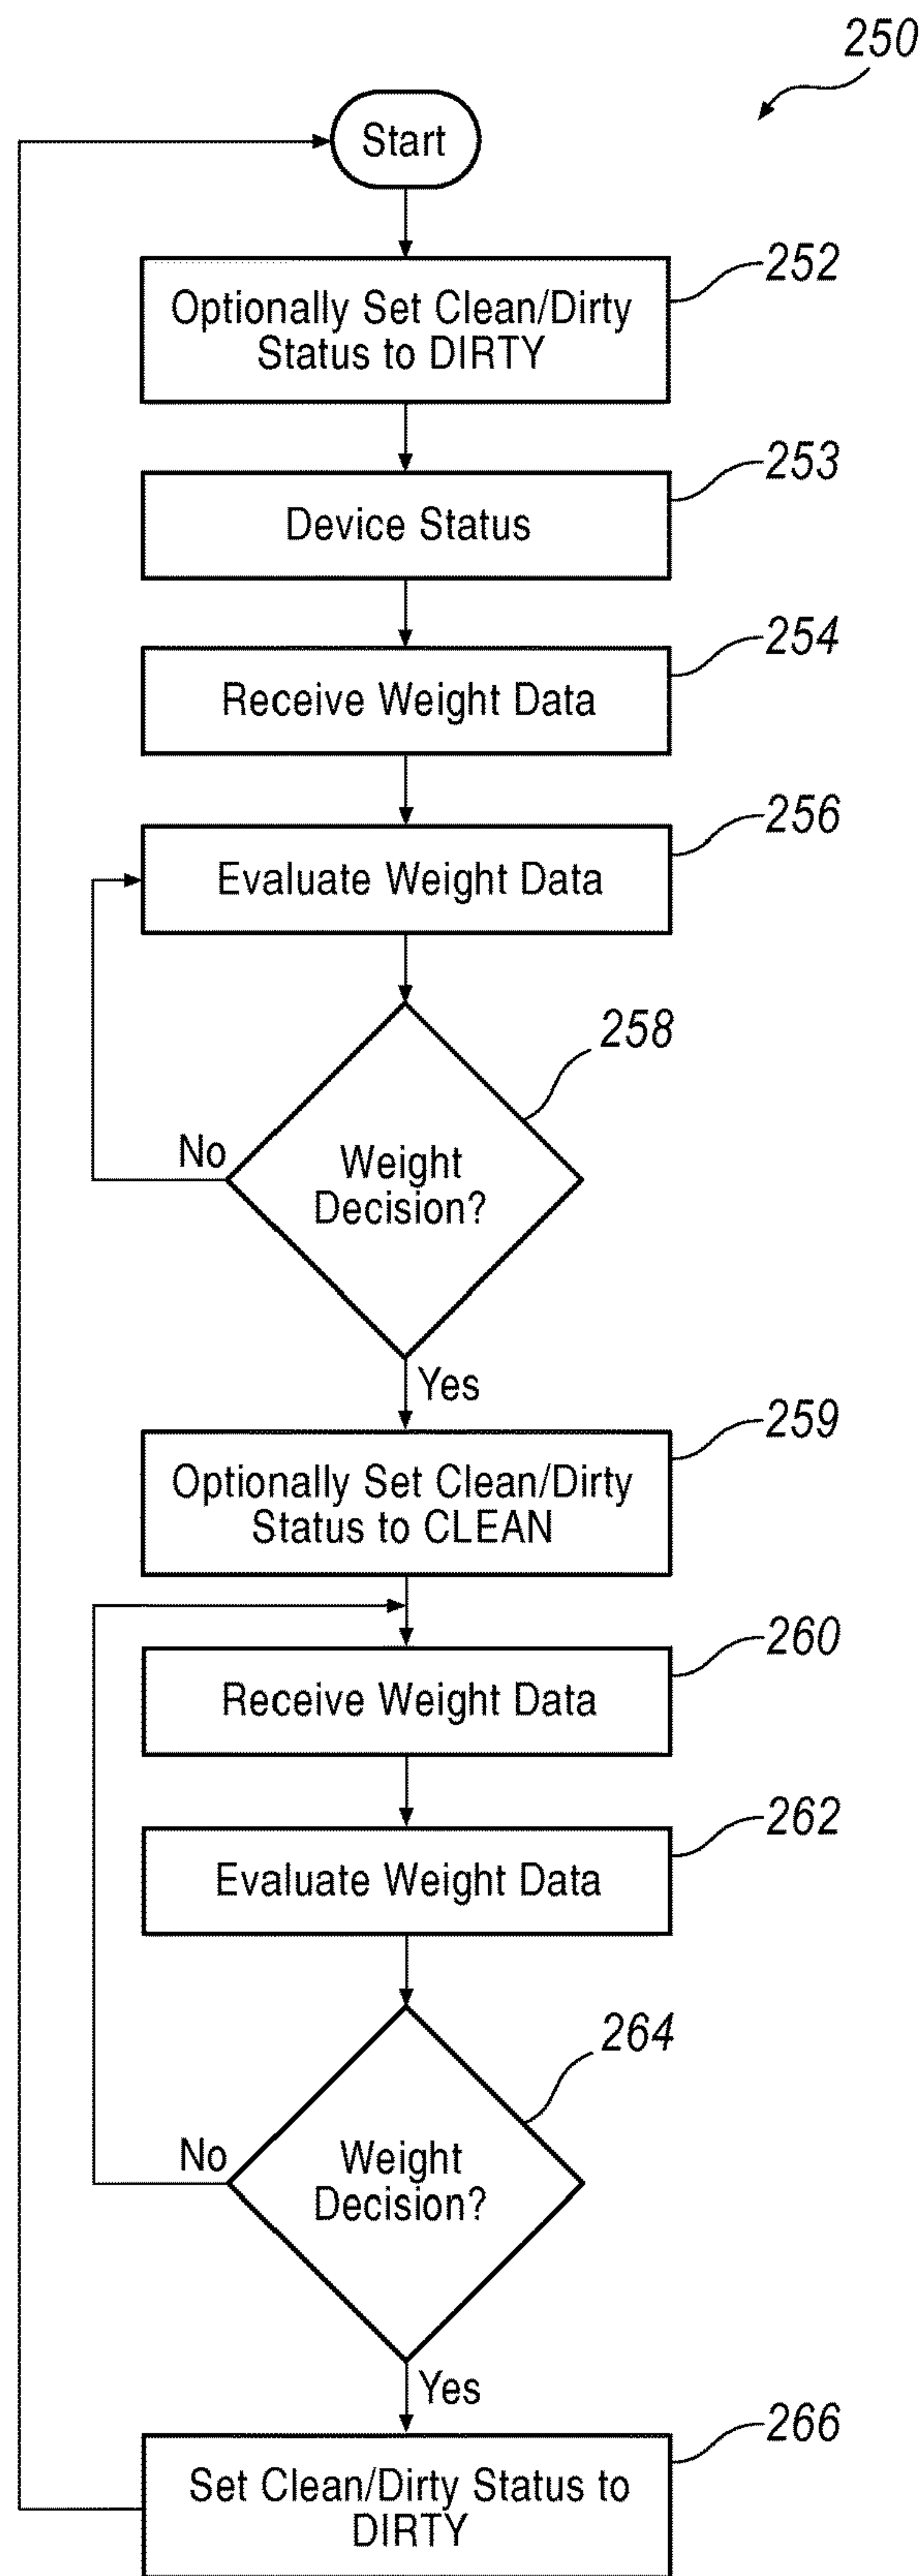 250
Start
252
Optionally Set Clean/Dirty
Status to DIRTY
253
Device Status
254
Receive Weight Data
256
Evaluate Weight Data
258
No
Weight
Decision?
Yes
259
Optionally Set Clean/Dirty
Status to CLEAN
260
Receive Weight Data
262
Evaluate Weight Data
264
No
Weight
Decision?
Yes
266
Set Clean/Dirty Status to
DIRTY